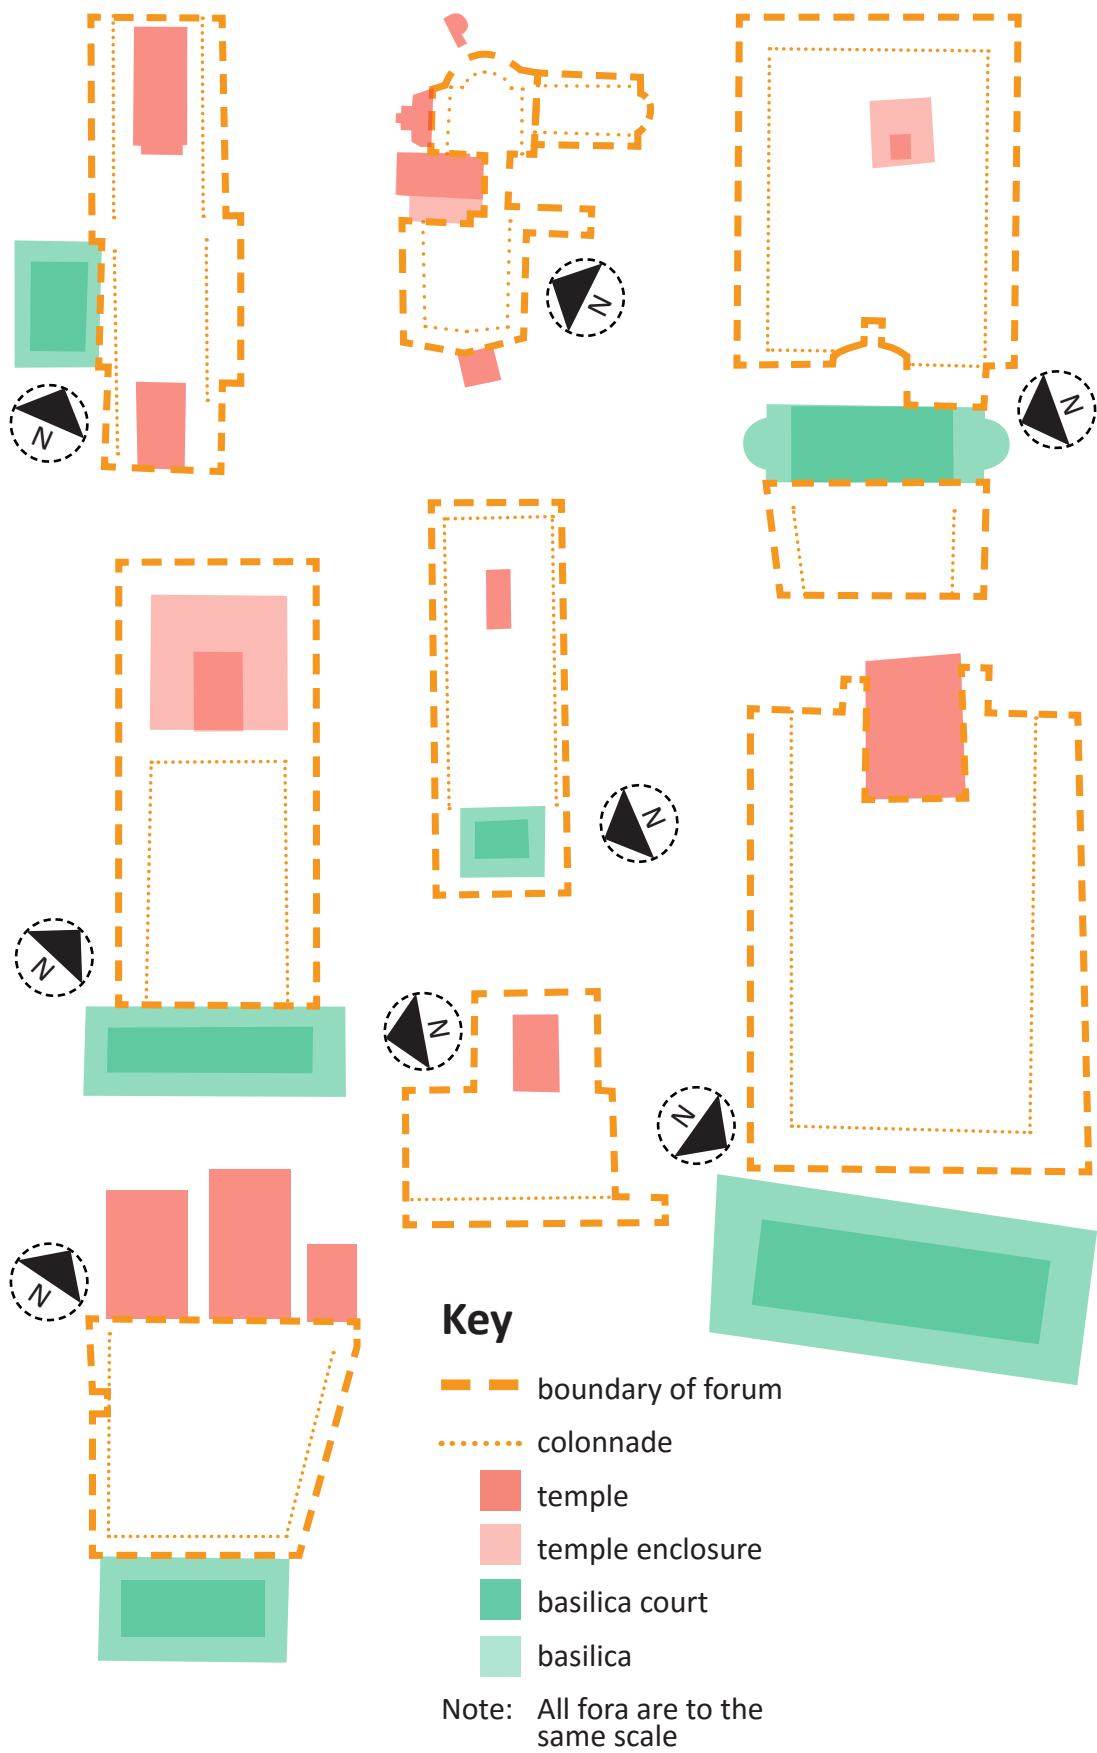 N
N
N
N
N
N
N
N
Key
boundary of forum
colonnade
temple
temple enclosure
basilica court
basilica
Note: All fora are to the
same scale